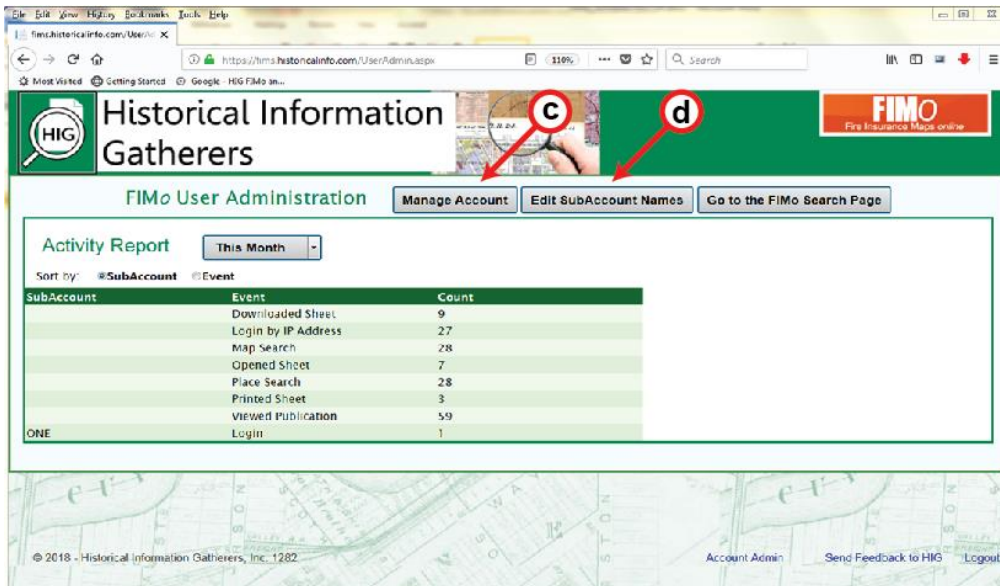 File Edit View History Bookmarks Tools Help
fims.historicalinfo.com/UserAd X
https://fims.historicalinfo.com/UserAdmin.aspx 110% ... Search
Most Visited Getting Started Google - HIG FIMo an...
HIG
Historical Information
Gatherers
c
d
FIMo
Fire Insurance Maps online
FIMo User Administration Manage Account Edit SubAccount Names Go to the FIMo Search Page
Activity Report This Month
Sort by: SubAccount Event
SubAccount Event Count
Downloaded Sheet 9
Login by IP Address 27
Map Search 28
Opened Sheet 7
Place Search 28
Printed Sheet 3
Viewed Publication 59
ONE Login 1
© 2018 - Historical Information Gatherers, Inc. 1282 Account Admin Send Feedback to HIG Logout